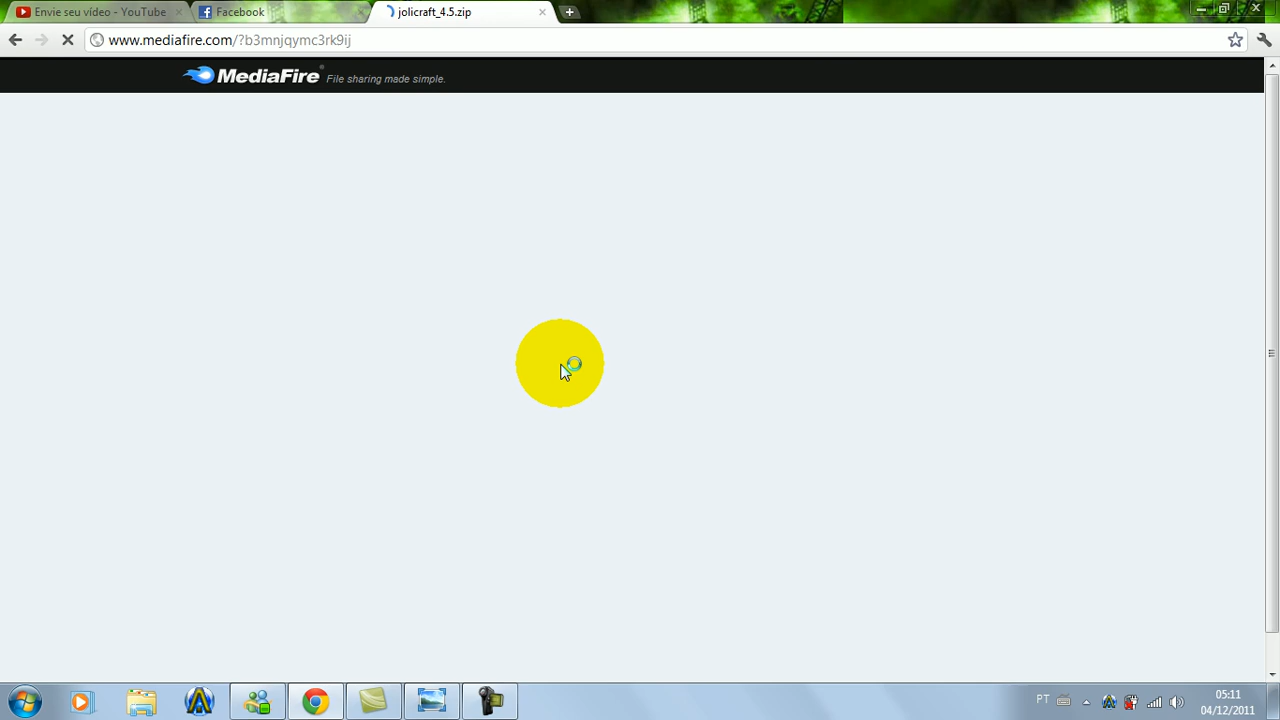 Envie seu vídeo - YouTube
Facebook
jolicraft_4.5.zip
www.mediafire.com/?b3mnjqymc3rk9ij
MediaFire® File sharing made simple.
PT
05:11
04/12/2011